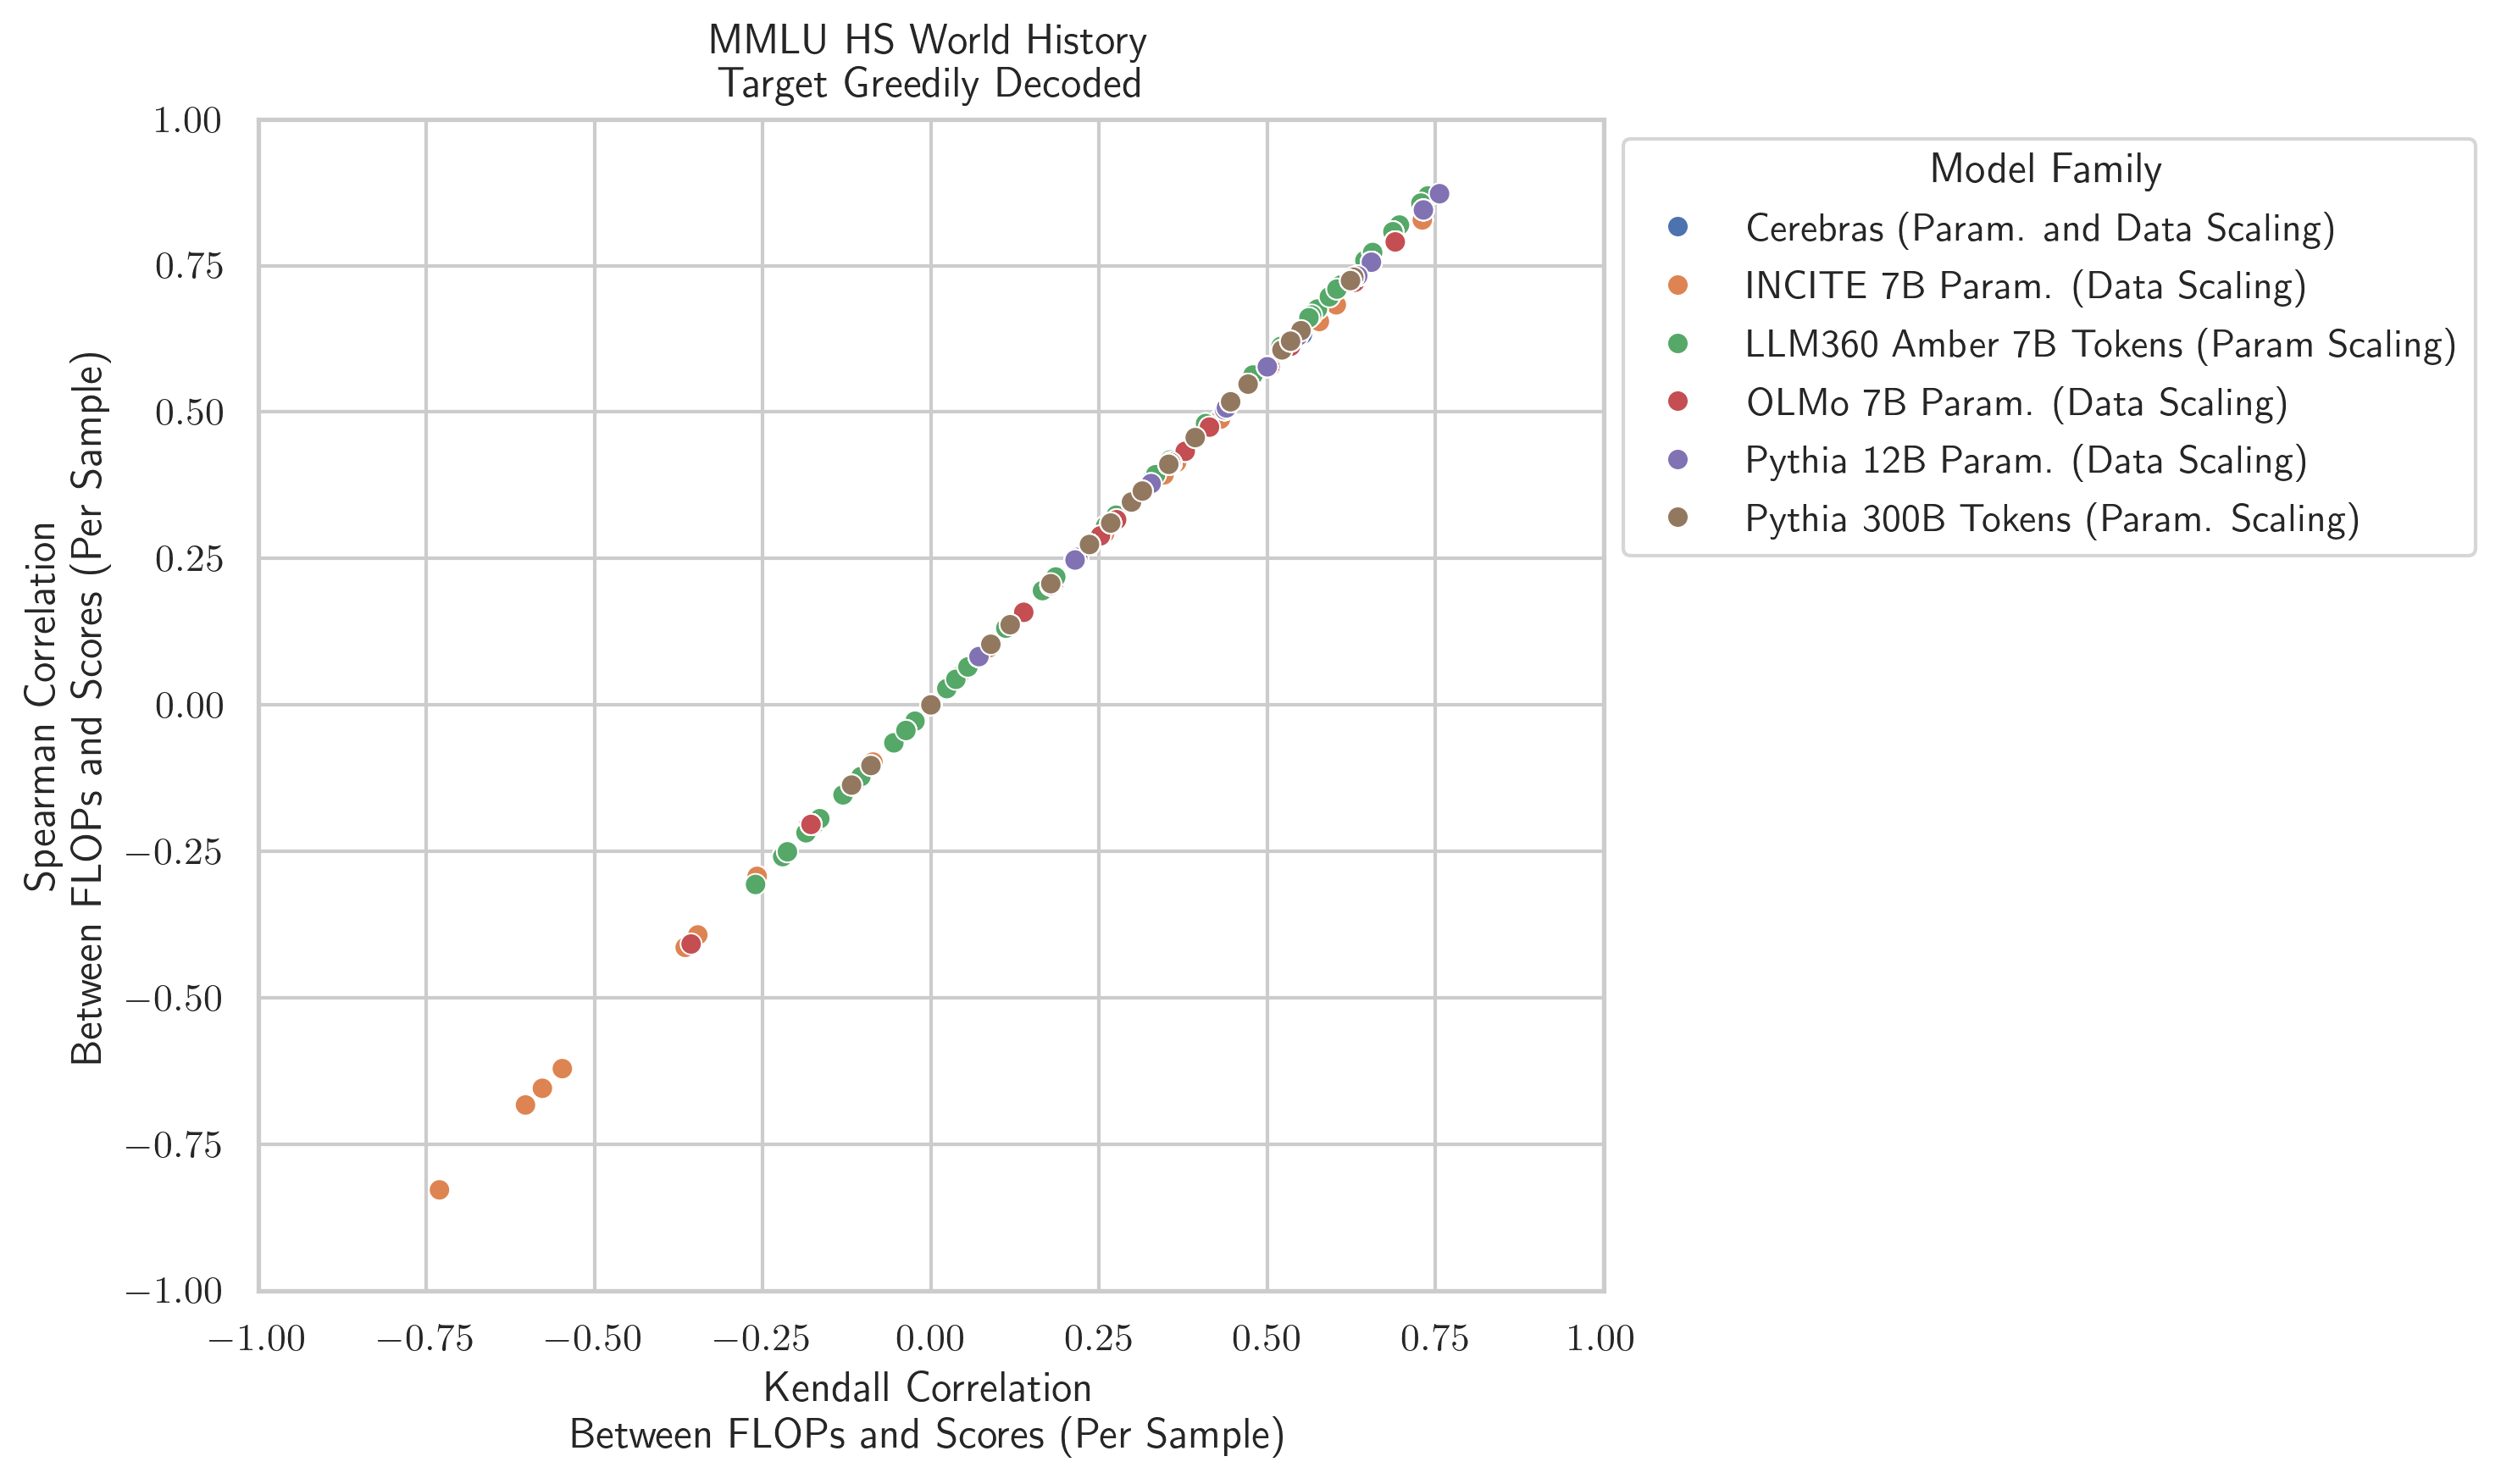 MMLU HS World History
Target Greedily Decoded
Spearman Correlation
Between FLOPs and Scores (Per Sample)
1.00
0.75
0.50
0.25
0.00
−0.25
−0.50
−0.75
−1.00
−1.00 −0.75 −0.50 −0.25 0.00 0.25 0.50 0.75 1.00
Kendall Correlation
Between FLOPs and Scores (Per Sample)
Model Family
Cerebras (Param. and Data Scaling)
INCITE 7B Param. (Data Scaling)
LLM360 Amber 7B Tokens (Param Scaling)
OLMo 7B Param. (Data Scaling)
Pythia 12B Param. (Data Scaling)
Pythia 300B Tokens (Param. Scaling)